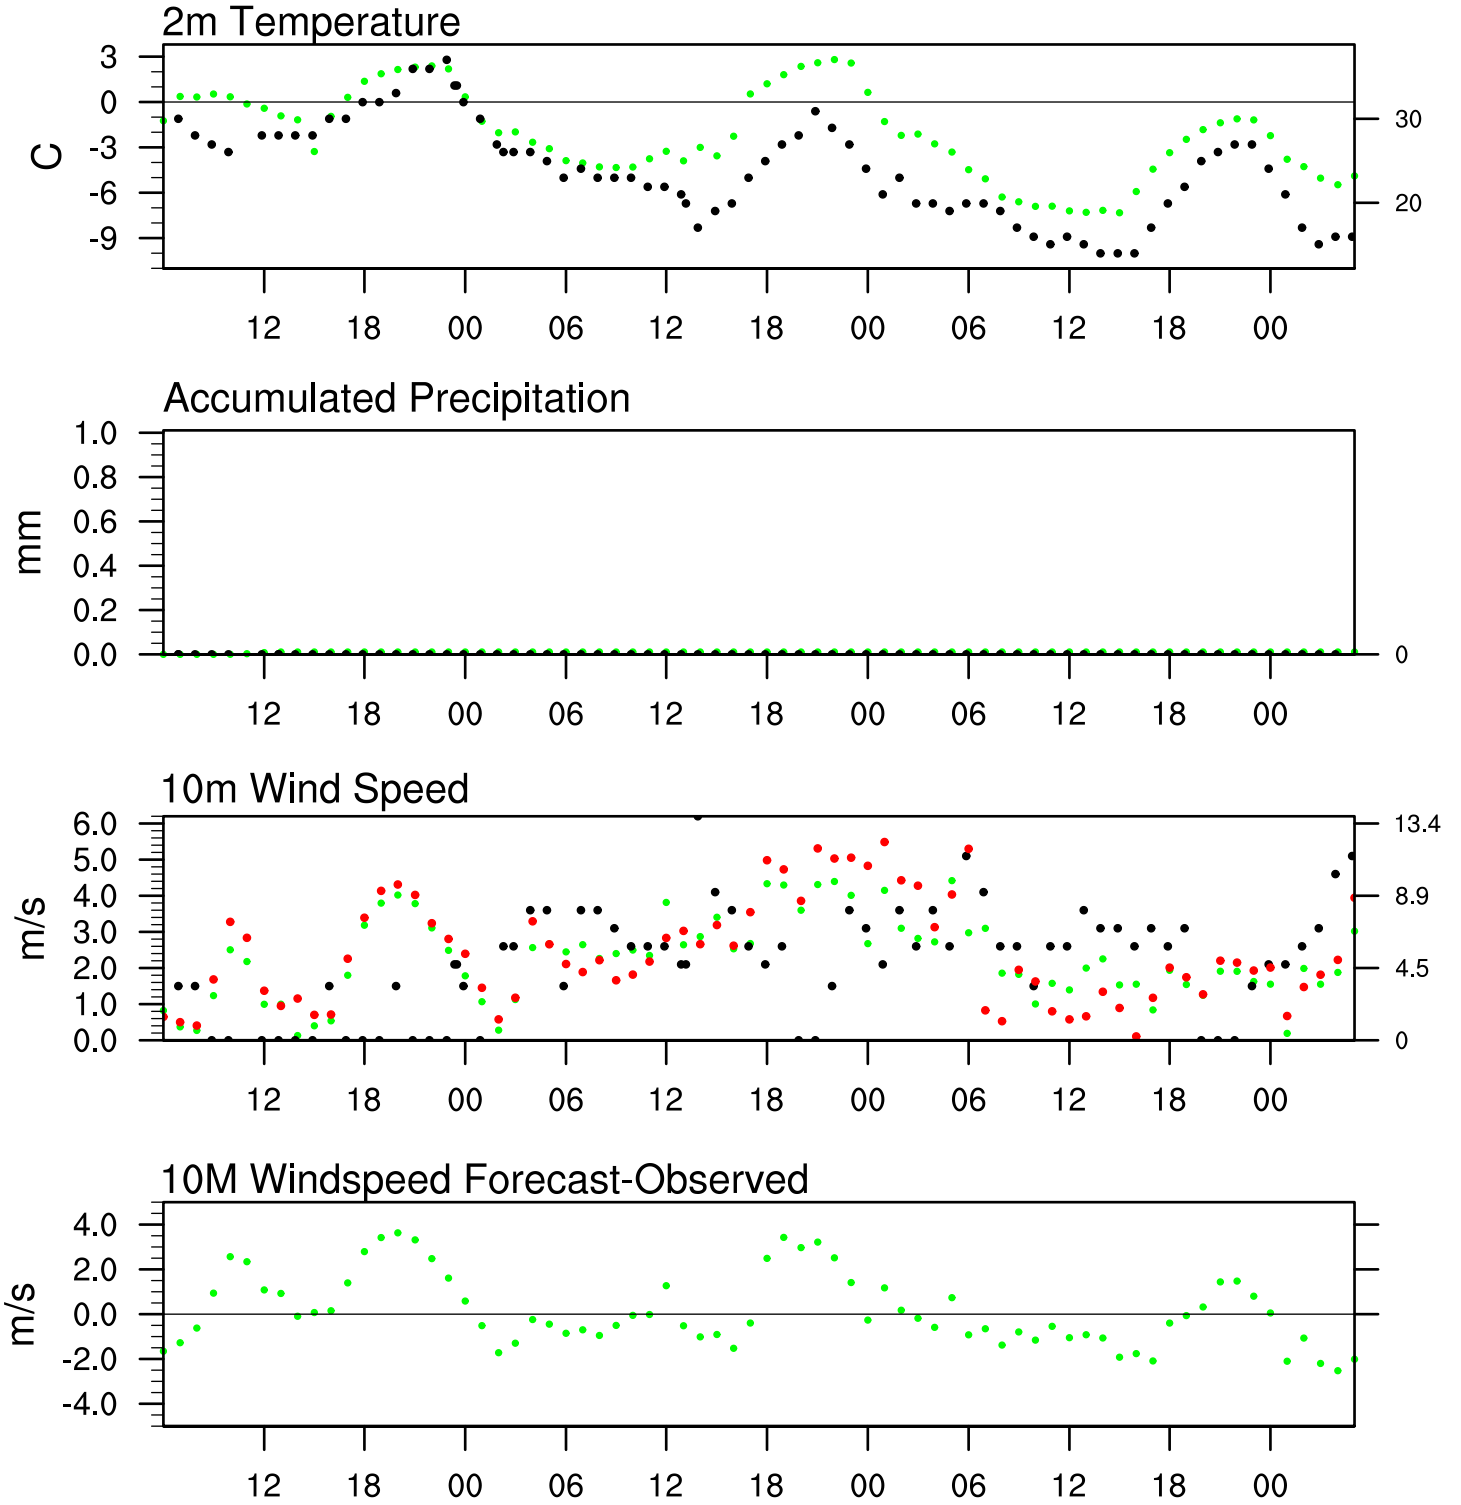 2m Temperature
3
0
-3
-6
-9
C
30
20
12 18 00 06 12 18 00 06 12 18 00
Accumulated Precipitation
1.0
0.8
0.6
0.4
0.2
0.0
mm
0
12 18 00 06 12 18 00 06 12 18 00
10m Wind Speed
6.0
5.0
4.0
3.0
2.0
1.0
0.0
m/s
13.4
8.9
4.5
0
12 18 00 06 12 18 00 06 12 18 00
10M Windspeed Forecast-Observed
4.0
2.0
0.0
-2.0
-4.0
m/s
12 18 00 06 12 18 00 06 12 18 00